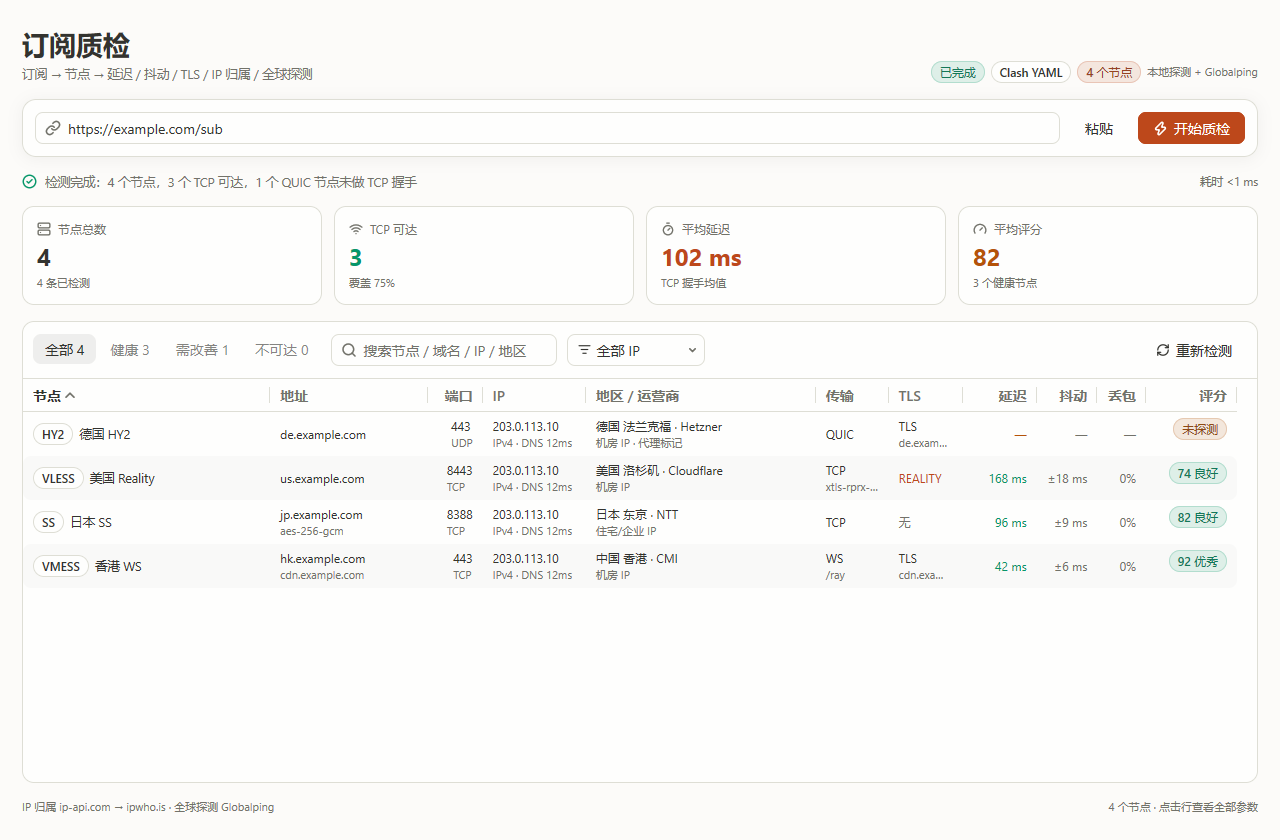 订阅质检
订阅 → 节点 → 延迟 / 抖动 / TLS / IP 归属 / 全球探测
已完成 Clash YAML 4 个节点 本地探测 + Globalping
https://example.com/sub 粘贴 开始质检
检测完成：4 个节点，3 个 TCP 可达，1 个 QUIC 节点未做 TCP 握手 耗时 <1 ms
节点总数
4
4 条已检测
TCP 可达
3
覆盖 75%
平均延迟
102 ms
TCP 握手均值
平均评分
82
3 个健康节点
全部 4 健康 3 需改善 1 不可达 0 搜索节点 / 域名 / IP / 地区 全部 IP 重新检测
节点 地址 端口 IP 地区 / 运营商 传输 TLS 延迟 抖动 丢包 评分
HY2 德国 HY2 de.example.com 443 203.0.113.10 德国 法兰克福 · Hetzner QUIC TLS — — — 未探测
UDP IPv4 · DNS 12ms 机房 IP · 代理标记 de.exam...
VLESS 美国 Reality us.example.com 8443 203.0.113.10 美国 洛杉矶 · Cloudflare TCP REALITY 168 ms ±18 ms 0% 74 良好
TCP IPv4 · DNS 12ms 机房 IP xtls-rprx-...
SS 日本 SS jp.example.com 8388 203.0.113.10 日本 东京 · NTT TCP 无 96 ms ±9 ms 0% 82 良好
aes-256-gcm TCP IPv4 · DNS 12ms 住宅/企业 IP
VMESS 香港 WS hk.example.com 443 203.0.113.10 中国 香港 · CMI WS TLS 42 ms ±6 ms 0% 92 优秀
cdn.example.com TCP IPv4 · DNS 12ms 机房 IP /ray cdn.exa...
IP 归属 ip-api.com → ipwho.is · 全球探测 Globalping 4 个节点 · 点击行查看全部参数